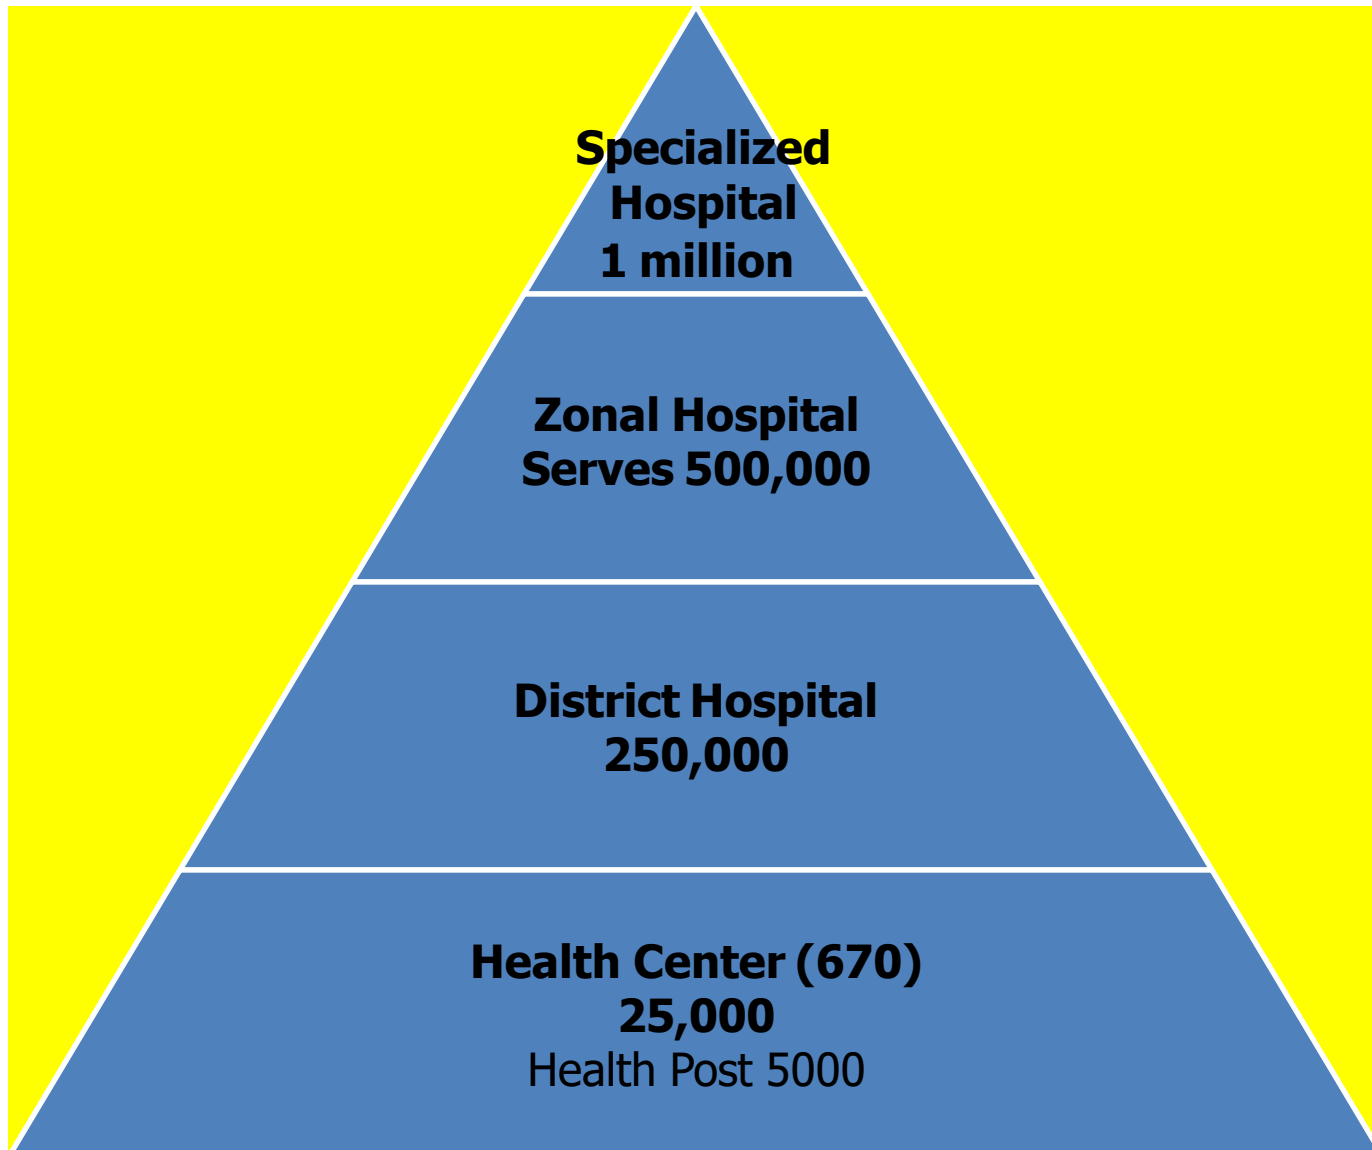 Specialized
Hospital
1 million
Zonal Hospital
Serves 500,000
District Hospital
250,000
Health Center (670)
25,000
Health Post 5000